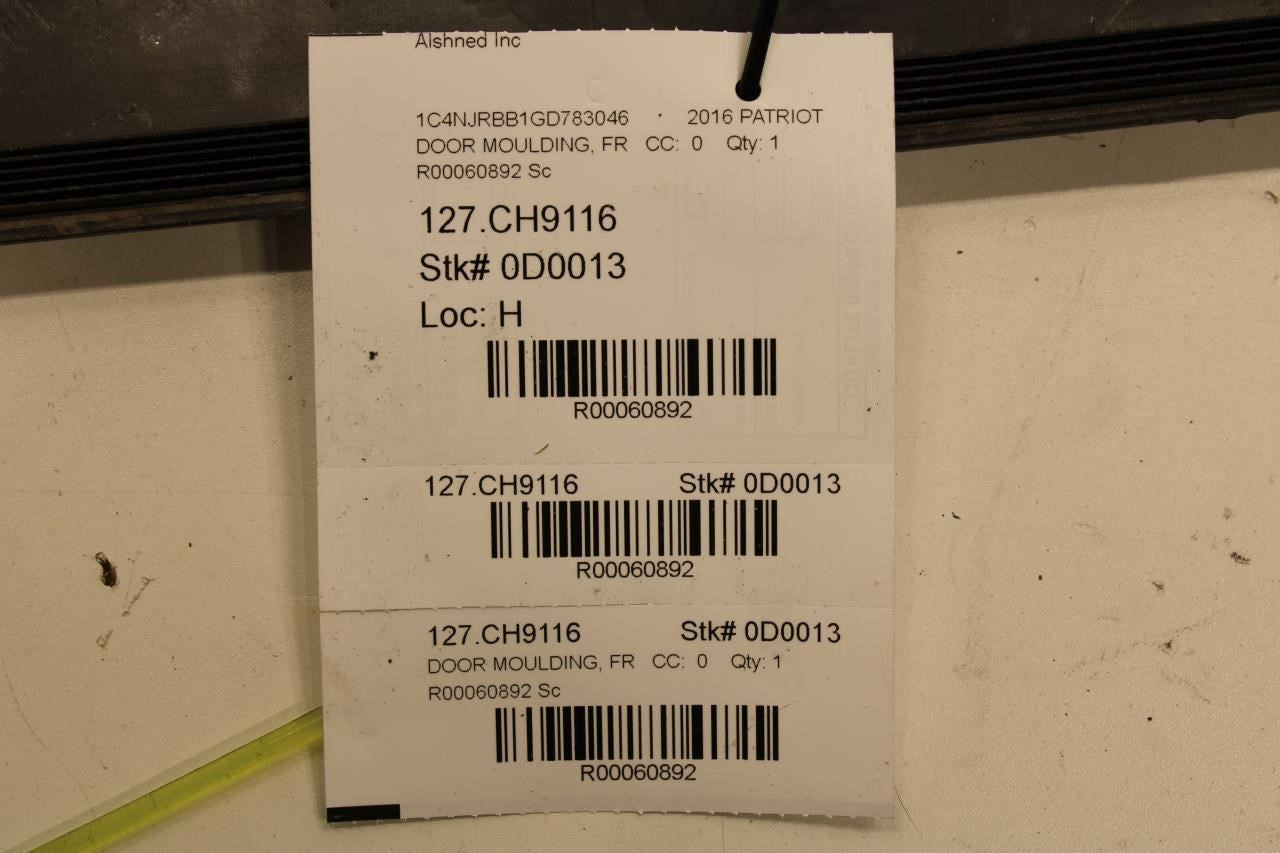 Alshned Inc
1C4NJRBB1GD783046 2016 PATRIOT
DOOR MOULDING, FR CC: 0 Qty: 1
R00060892 Sc
127.CH9116
Stk# 0D0013
Loc: H
R00060892
127.CH9116 Stk# 0D0013
R00060892
127.CH9116 Stk# 0D0013
DOOR MOULDING, FR CC: 0 Qty: 1
R00060892 Sc
R00060892